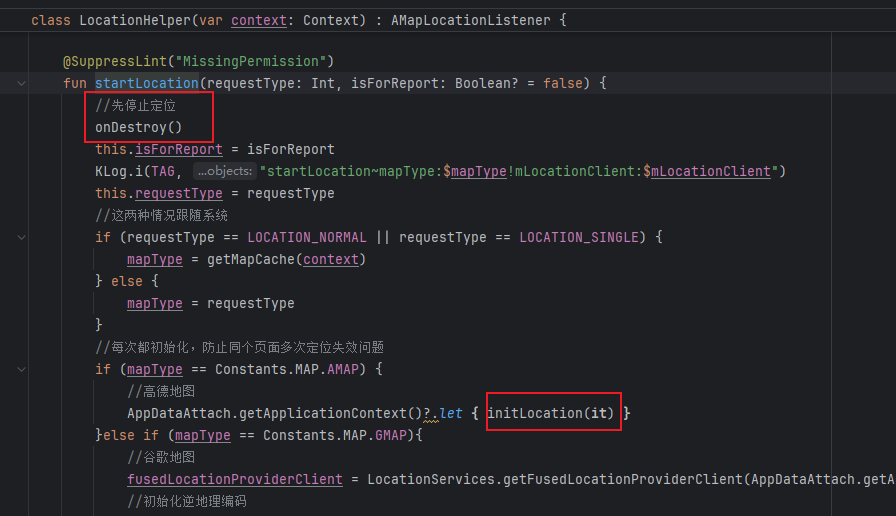 class LocationHelper(var context: Context) : AMapLocationListener {
@SuppressLint("MissingPermission")
fun startLocation(requestType: Int, isForReport: Boolean? = false) {
//先停止定位
onDestroy()
this.isForReport = isForReport
KLog.i(TAG, ...objects: "startLocation~mapType:$mapType!mLocationClient:$mLocationClient")
this.requestType = requestType
//这两种情况跟随系统
if (requestType == LOCATION_NORMAL || requestType == LOCATION_SINGLE) {
mapType = getMapCache(context)
} else {
mapType = requestType
}
//每次都初始化，防止同个页面多次定位失效问题
if (mapType == Constants.MAP.AMAP) {
//高德地图
AppDataAttach.getApplicationContext()?.let { initLocation(it) }
}else if (mapType == Constants.MAP.GMAP){
//谷歌地图
fusedLocationProviderClient = LocationServices.getFusedLocationProviderClient(AppDataAttach.getA
//初始化逆地理编码